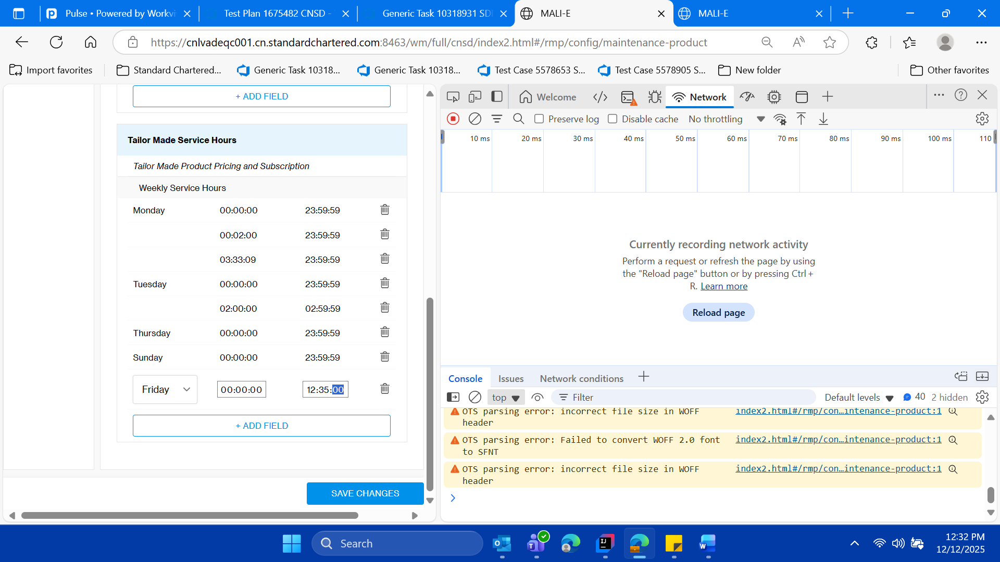 Pulse • Powered by Workvi
Test Plan 1675482 CNSD -
Generic Task 10318931 SD
MALI-E
MALI-E
https://cnlvadeqc001.cn.standardchartered.com:8463/wm/full/cnsd/index2.html#/rmp/config/maintenance-product
Import favorites
Standard Chartered...
Generic Task 10318...
Generic Task 10318...
Test Case 5578653 S...
Test Case 5578905 S...
New folder
Other favorites
+ ADD FIELD
Tailor Made Service Hours
Tailor Made Product Pricing and Subscription
Weekly Service Hours
Monday 00:00:00 23:59:59
00:02:00 23:59:59
03:33:09 23:59:59
Tuesday 00:00:00 23:59:59
02:00:00 02:59:59
Thursday 00:00:00 23:59:59
Sunday 00:00:00 23:59:59
Friday 00:00:00 12:35:00
+ ADD FIELD
SAVE CHANGES
Welcome
Network
Preserve log
Disable cache
No throttling
10 ms 20 ms 30 ms 40 ms 50 ms 60 ms 70 ms 80 ms 90 ms 100 ms 110
Currently recording network activity
Perform a request or refresh the page by using
the "Reload page" button or by pressing Ctrl +
R. Learn more
Reload page
Console
Issues
Network conditions
top
Filter
Default levels
40
2 hidden
OTS parsing error: incorrect file size in WOFF index2.html#/rmp/con…intenance-product:1
header
OTS parsing error: Failed to convert WOFF 2.0 font index2.html#/rmp/con…intenance-product:1
to SFNT
OTS parsing error: incorrect file size in WOFF index2.html#/rmp/con…intenance-product:1
header
Search
12:32 PM
12/12/2025